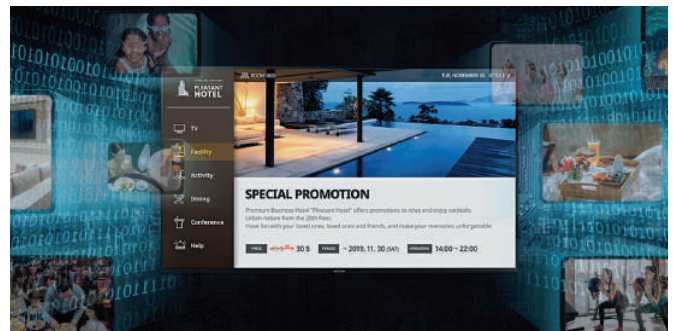 PLEASANT
HOTEL
ROOM
TV
Facility
Activity
Dining
Conference
Help
SPECIAL PROMOTION
Premium Business Hotel "Pleasant Hotel" offers promotions to relax and enjoy cocktails.
Urban nature from the 20th floor.
Have fun with your loved ones, loved ones and friends, and make your memories unforgettable
PRICE 30 $ PERIOD ~ 2019. 11. 30 (SAT) 14:00 ~ 22:00